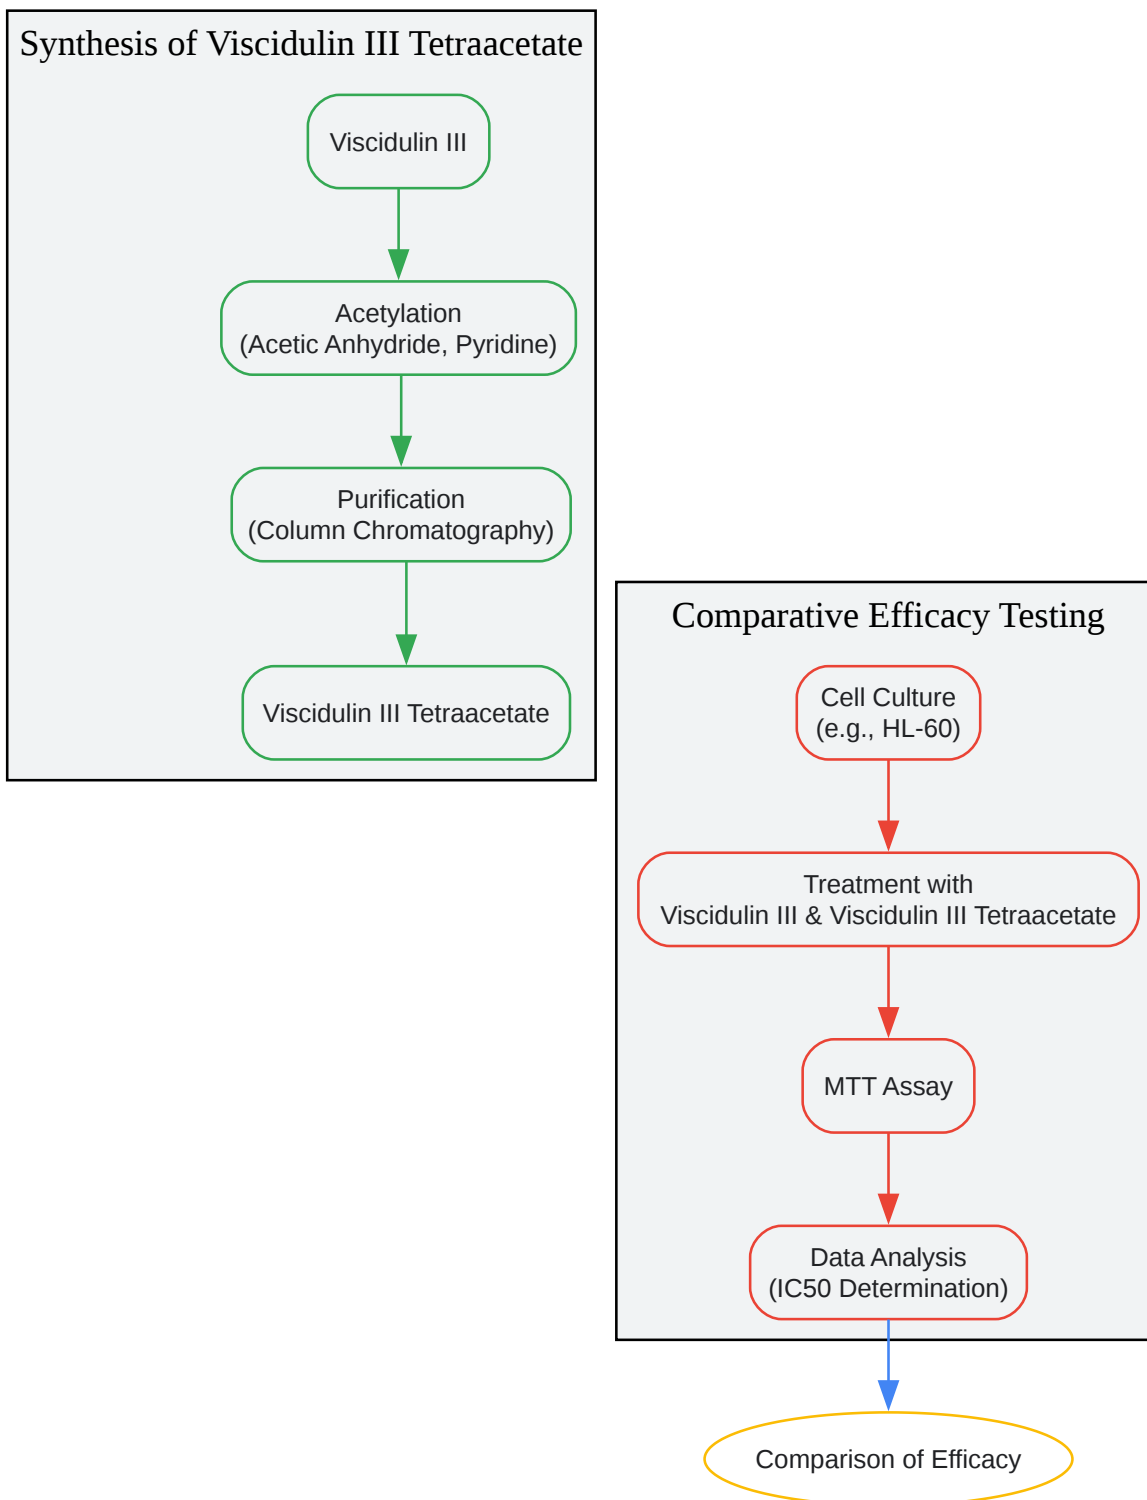 Synthesis of Viscidulin III Tetraacetate
Viscidulin III
Acetylation
(Acetic Anhydride, Pyridine)
Purification
(Column Chromatography)
Viscidulin III Tetraacetate
Comparative Efficacy Testing
Cell Culture
(e.g., HL-60)
Treatment with
Viscidulin III & Viscidulin III Tetraacetate
MTT Assay
Data Analysis
(IC50 Determination)
Comparison of Efficacy